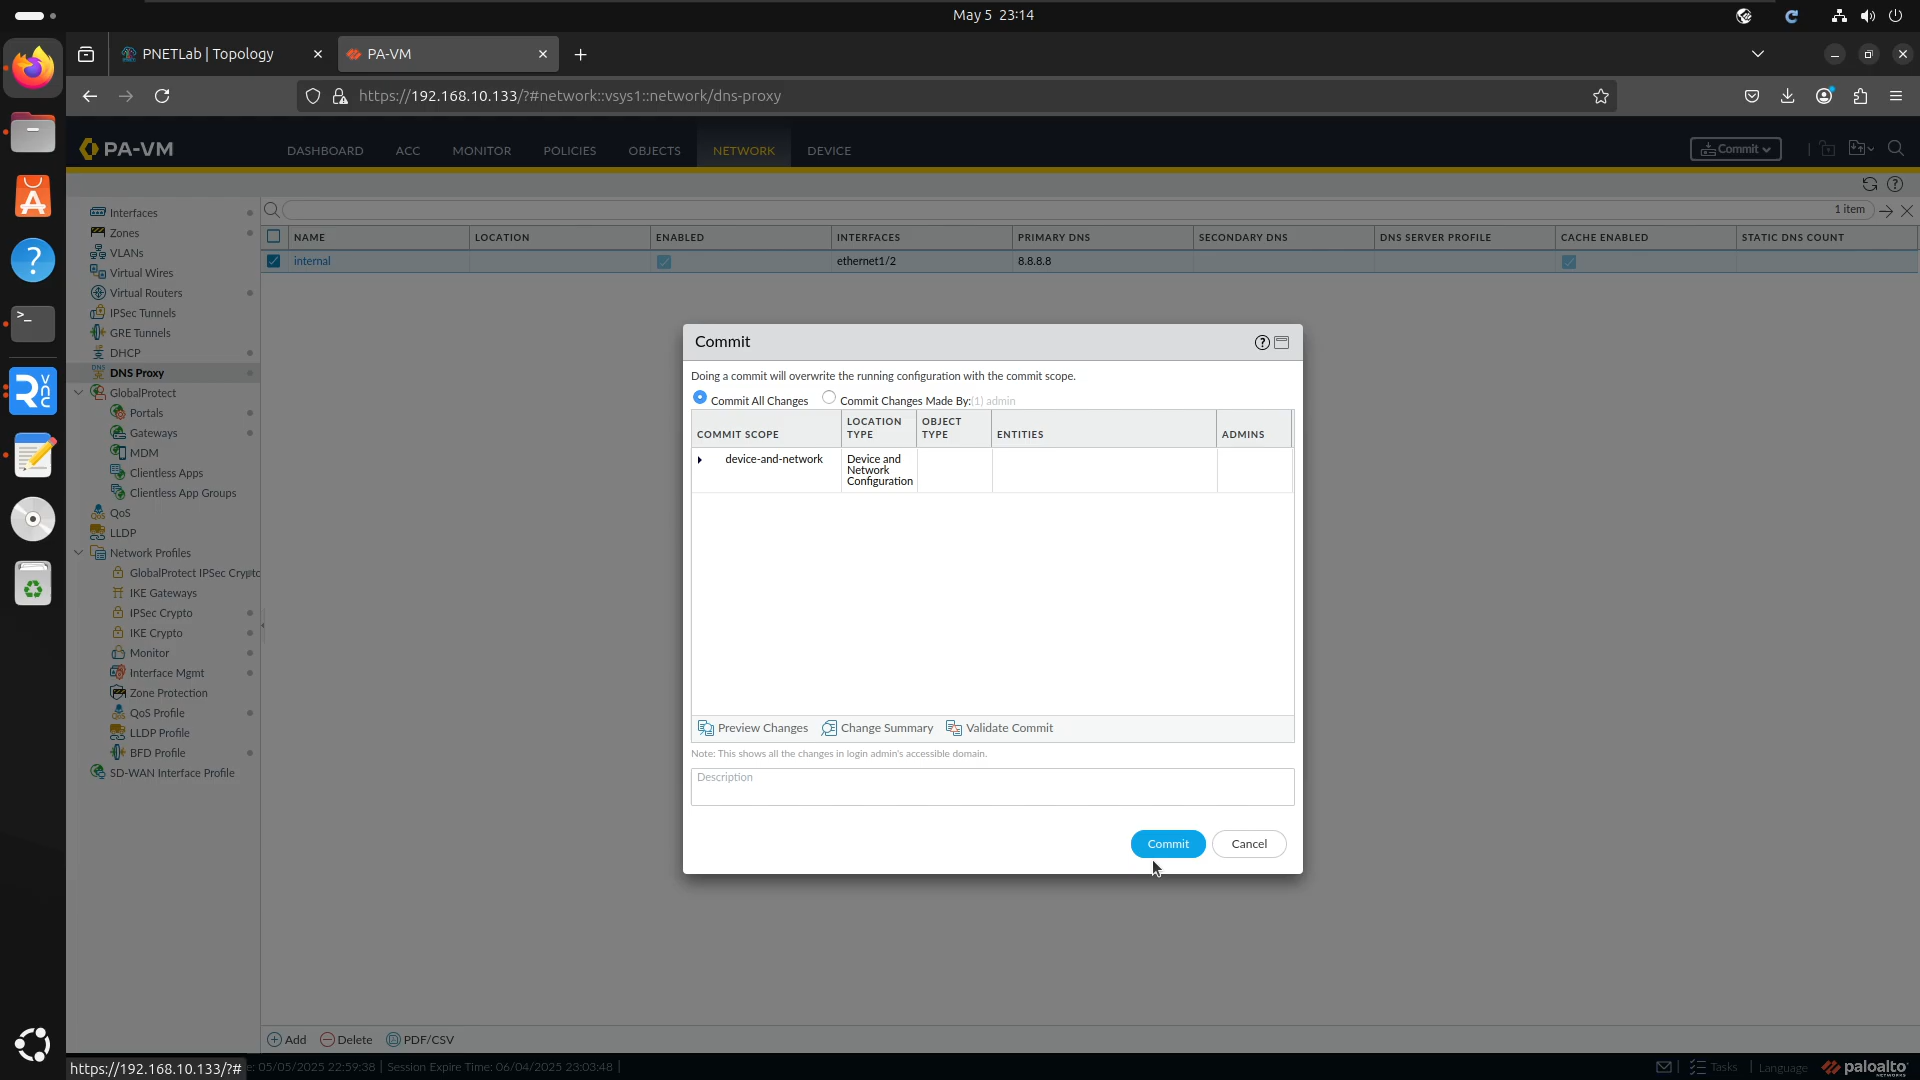 May 5 23:14
PNETLab | Topology
PA-VM
https://192.168.10.133/?#network::vsys1::network/dns-proxy
PA-VM
DASHBOARD
ACC
MONITOR
POLICIES
OBJECTS
NETWORK
DEVICE
Commit
1 item
Interfaces
Zones
VLANs
Virtual Wires
Virtual Routers
IPSec Tunnels
GRE Tunnels
DHCP
DNS Proxy
GlobalProtect
Portals
Gateways
MDM
Clientless Apps
Clientless App Groups
QoS
LLDP
Network Profiles
GlobalProtect IPSec Crypto
IKE Gateways
IPSec Crypto
IKE Crypto
Monitor
Interface Mgmt
Zone Protection
QoS Profile
LLDP Profile
BFD Profile
SD-WAN Interface Profile
NAME LOCATION ENABLED INTERFACES PRIMARY DNS SECONDARY DNS DNS SERVER PROFILE CACHE ENABLED STATIC DNS COUNT
internal ethernet1/2 8.8.8.8
Commit
Doing a commit will overwrite the running configuration with the commit scope.
Commit All Changes Commit Changes Made By:(1) admin
COMMIT SCOPE
LOCATION TYPE
OBJECT TYPE
ENTITIES
ADMINS
device-and-network
Device and
Network
Configuration
Preview Changes Change Summary Validate Commit
Note: This shows all the changes in login admin's accessible domain.
Description
Commit Cancel
Add Delete PDF/CSV
https://192.168.10.133/?#
e: 05/05/2025 22:59:38 | Session Expire Time: 06/04/2025 23:03:48 |
Tasks | Language
paloalto
NETWORKS